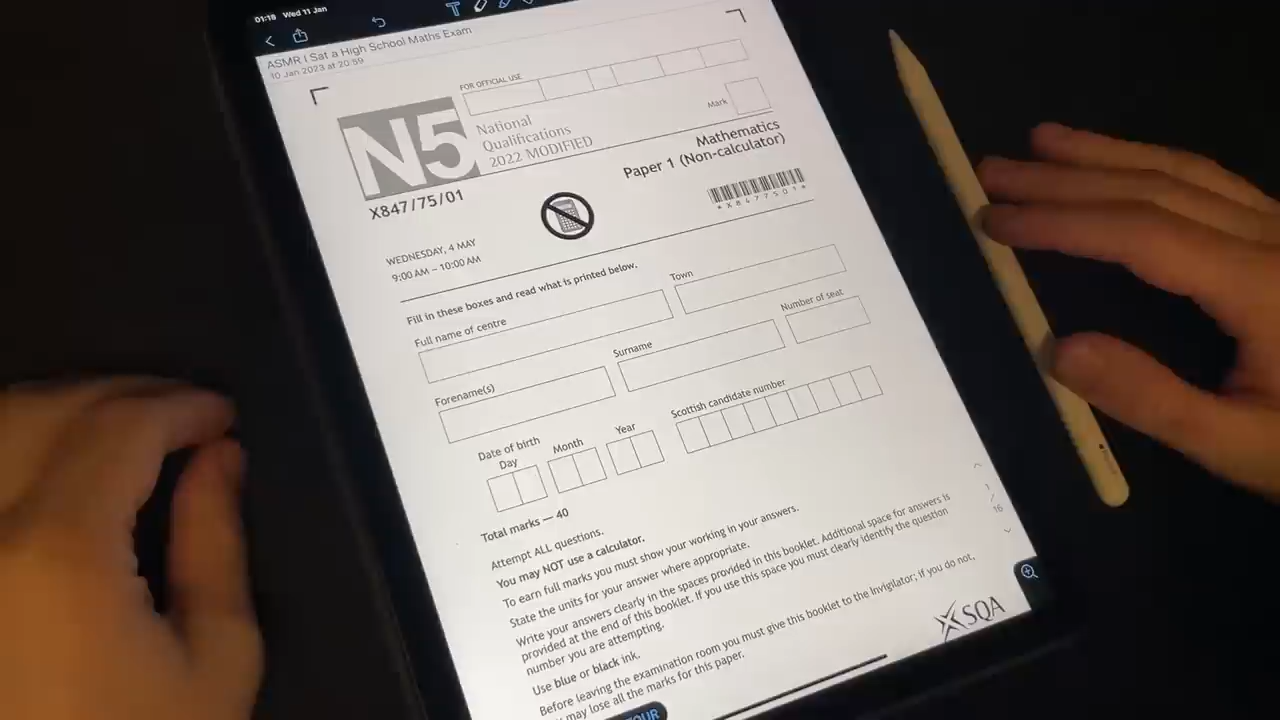 01:18 Wed 11 Jan
ASMR | Sat a High School Maths Exam
10 Jan 2023 at 20:59
FOR OFFICIAL USE
N5
National
Qualifications
2022 MODIFIED
Mark
X847/75/01
Mathematics
Paper 1 (Non-calculator)
*X8477501*
WEDNESDAY, 4 MAY
9:00 AM – 10:00 AM
Fill in these boxes and read what is printed below.
Full name of centre
Town
Forename(s)
Surname
Number of seat
Date of birth
Day
Month
Year
Scottish candidate number
Total marks — 40
Attempt ALL questions.
You may NOT use a calculator.
To earn full marks you must show your working in your answers.
State the units for your answer where appropriate.
Write your answers clearly in the spaces provided in this booklet. Additional space for answers is
provided at the end of this booklet. If you use this space you must clearly identify the question
number you are attempting.
Use blue or black ink.
Before leaving the examination room you must give this booklet to the Invigilator; if you do not,
may lose all the marks for this paper.
SQA
1
/
16